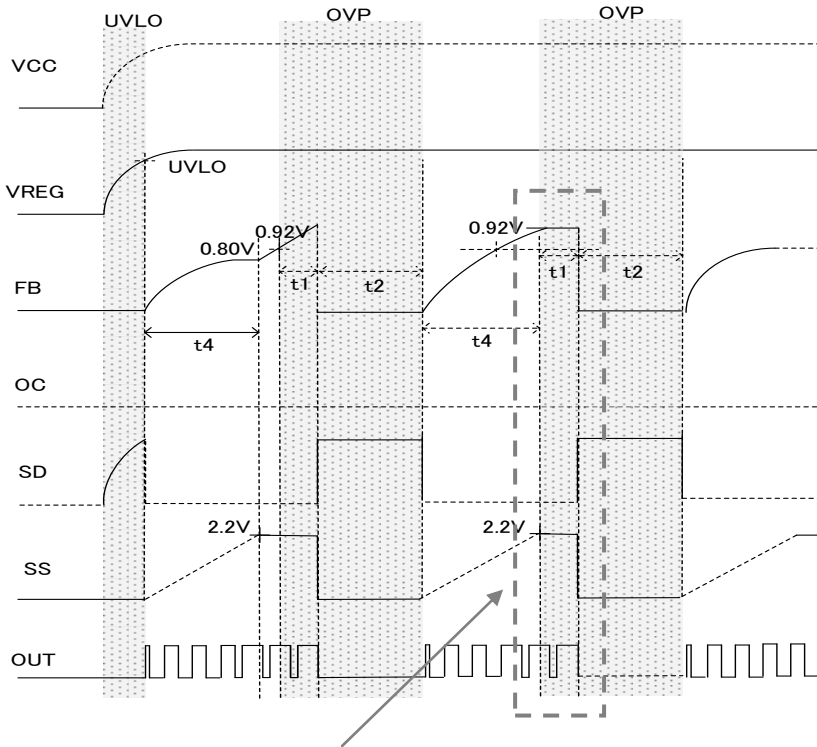 UVLO
OVP
OVP
VCC
UVLO
VREG
0.92V
0.92V
0.80V
FB
t1
t2
t1
t2
t4
t4
OC
SD
2.2V
2.2V
SS
OUT